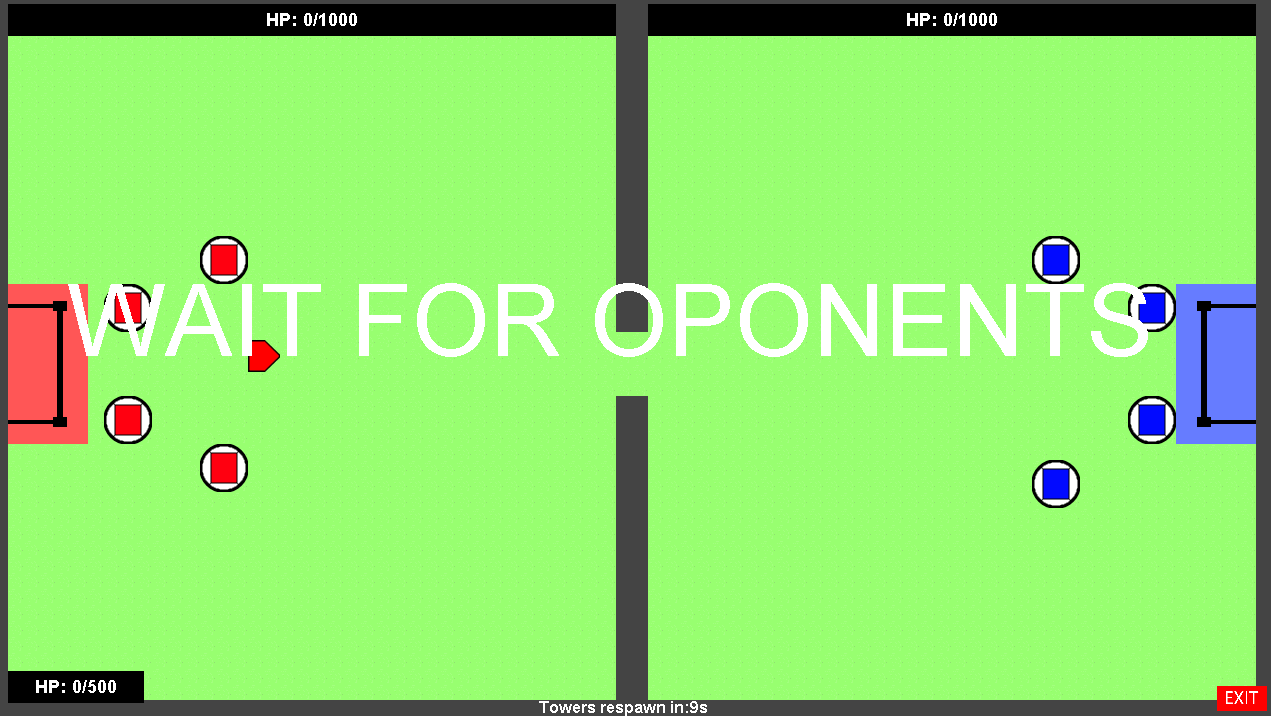 HP: 0/1000
HP: 0/1000
WAIT FOR OPONENTS
HP: 0/500
Towers respawn in:9s
EXIT